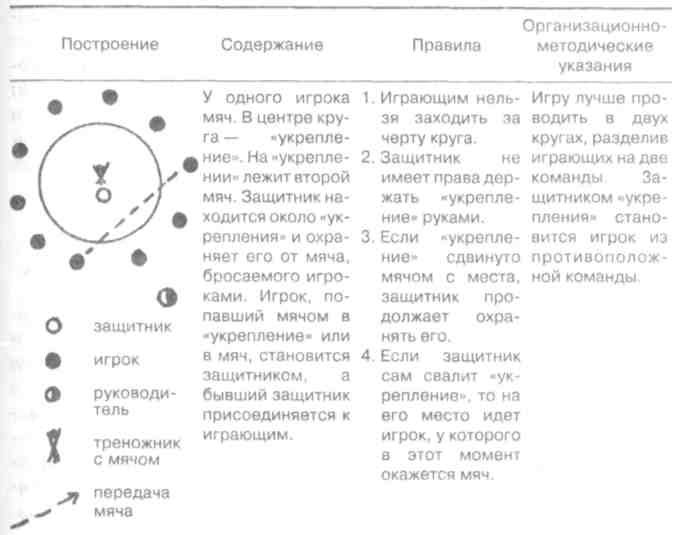 Построение
Содержание
Правила
Организационно-
методические
указания
защитник
игрок
руководи-
тель
треножник
с мячом
передача
мяча
У одного игрока
мяч. В центре кру-
га — «укрепле-
ние». На «укрепле-
нии» лежит второй
мяч. Защитник на-
ходится около «ук-
репления» и охра-
няет его от мяча,
бросаемого игро-
ками. Игрок, по-
павший мячом в
«укрепление» или
в мяч, становится
защитником, а
бывший защитник
присоединяется к
играющим.
1. Играющим нель-
зя заходить за
черту круга.
2. Защитник не
имеет права дер-
жать «укрепле-
ние» руками.
3. Если «укрепле-
ние» сдвинуто
мячом с места,
защитник про-
должает охра-
нять его.
4. Если защитник
сам свалит «ук-
репление», то на
его место идет
игрок, у которого
в этот момент
окажется мяч.
Игру лучше про-
водить в двух
кругах, разделив
играющих на две
команды. За-
щитником «укре-
пления» стано-
вится игрок из
противополож-
ной команды.